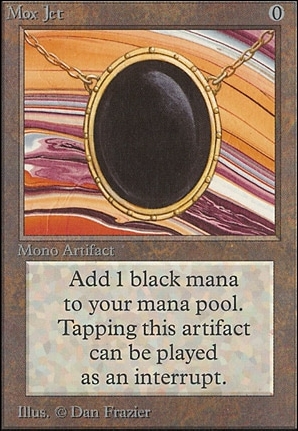 Mox Jet 0
Mono Artifact
Add 1 black mana
to your mana pool.
Tapping this artifact
can be played
as an interrupt.
Illus. © Dan Frazier